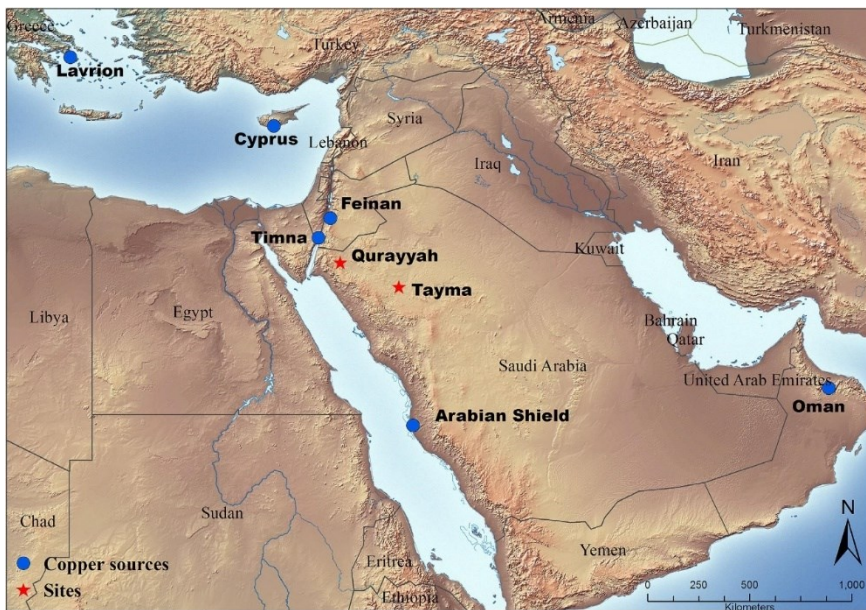 Greece
Armenia
Azerbaijan
Turkmenistan
Turkey
Lavrion
Cyprus
Lebanon
Syria
Iraq
Iran
Feinan
Timna
Qurayyah
Kuwait
Tayma
Libya
Egypt
Bahrain
Qatar
Saudi Arabia
United Arab Emirates
Oman
Arabian Shield
Chad
Sudan
N
Eritrea
Yemen
Ethiopia
Copper sources
Sites
0 250 500 1,000
Kilometers